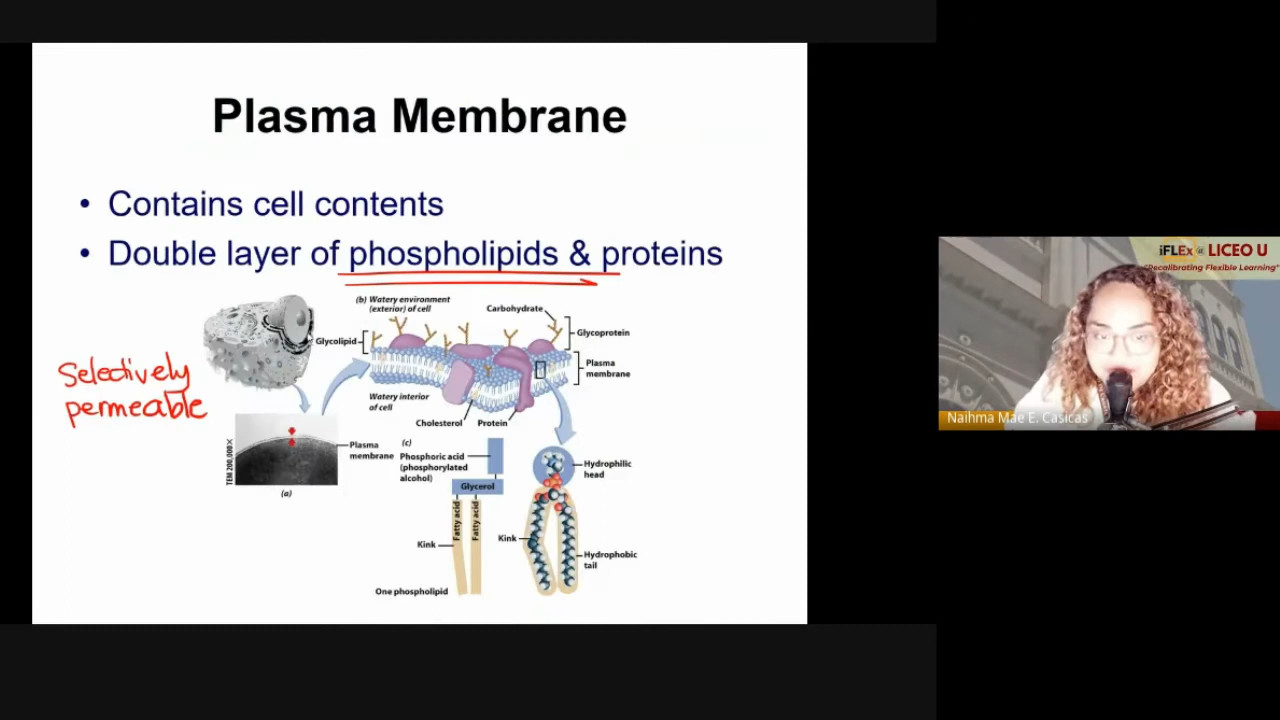 Plasma Membrane
• Contains cell contents
• Double layer of phospholipids & proteins
(b) Watery environment
(exterior) of cell
Carbohydrate
Glycoprotein
Glycolipid
Plasma
membrane
Selectively
permeable
Watery interior
of cell
Cholesterol
Protein
TEM 200,000X
Plasma
membrane
(a)
(c)
Phosphoric acid
(phosphorylated
alcohol)
Glycerol
Fatty acid
Fatty acid
Kink
One phospholipid
Hydrophilic
head
Kink
Hydrophobic
tail
iFLEx @ LICEO U
"Recalibrating Flexible Learning"
Naihma Mae E. Casicas